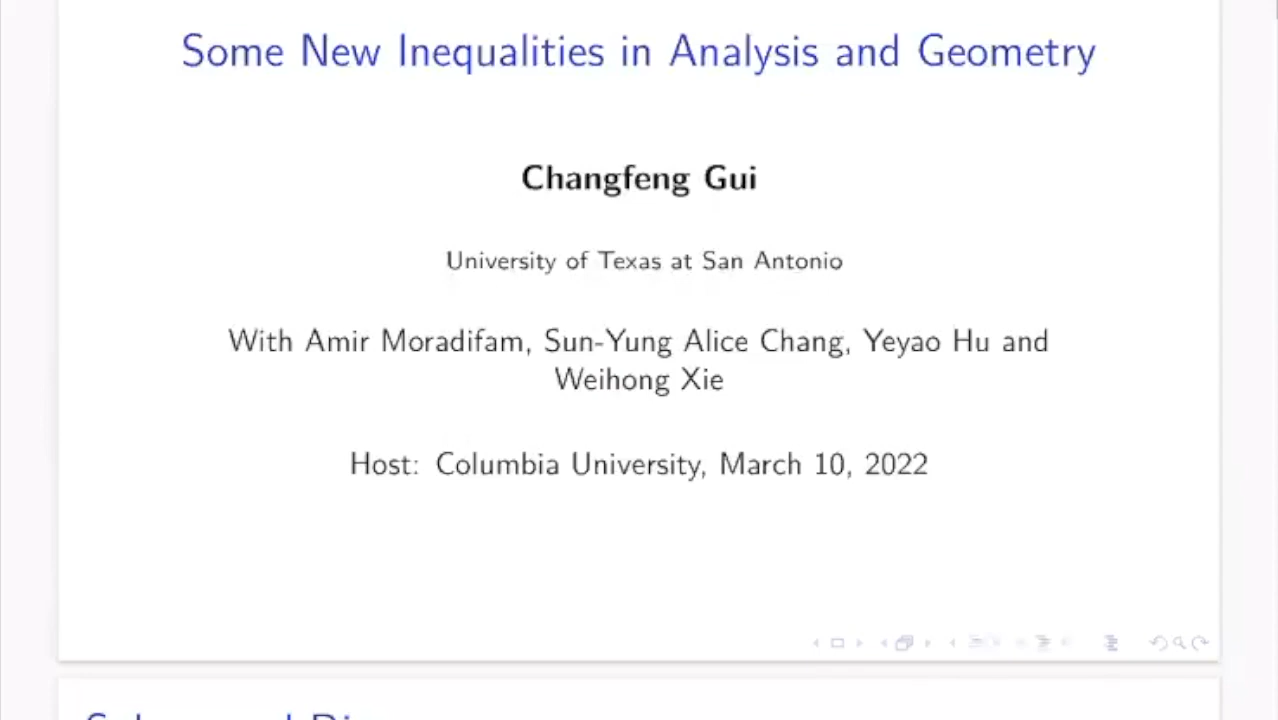 Some New Inequalities in Analysis and Geometry
Changfeng Gui
University of Texas at San Antonio
With Amir Moradifam, Sun-Yung Alice Chang, Yeyao Hu and
Weihong Xie
Host: Columbia University, March 10, 2022